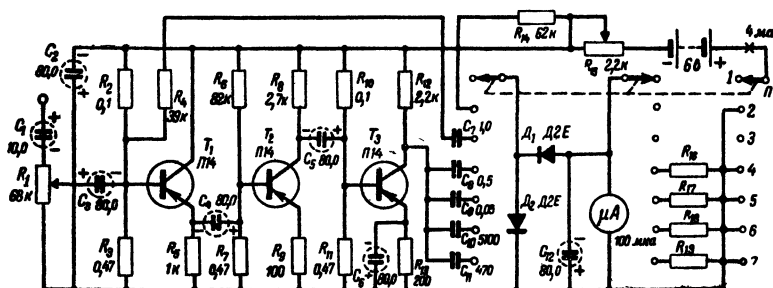 C2
80,0
R2
0,1
R4
39к
R6
82к
R8
2,7к
R10
0,1
R12
2,2к
R14 62к
R15 2,2к
6В
4 ма
П
1
2
3
4
5
6
7
C1
10,0
R1
68к
C3 80,0
T1
П14
C4 80,0
T2
П14
C5 80,0
T3
П14
C7 1,0
C8 0,5
C9 0,05
C10 5100
C11 470
Д1 Д2Е
Д2 Д2Е
μA
100 мка
C12
80,0
R16
R17
R18
R19
R3
0,47
R5
1к
R7
0,47
R9
100
R11
0,47
C6
80,0
R13
200